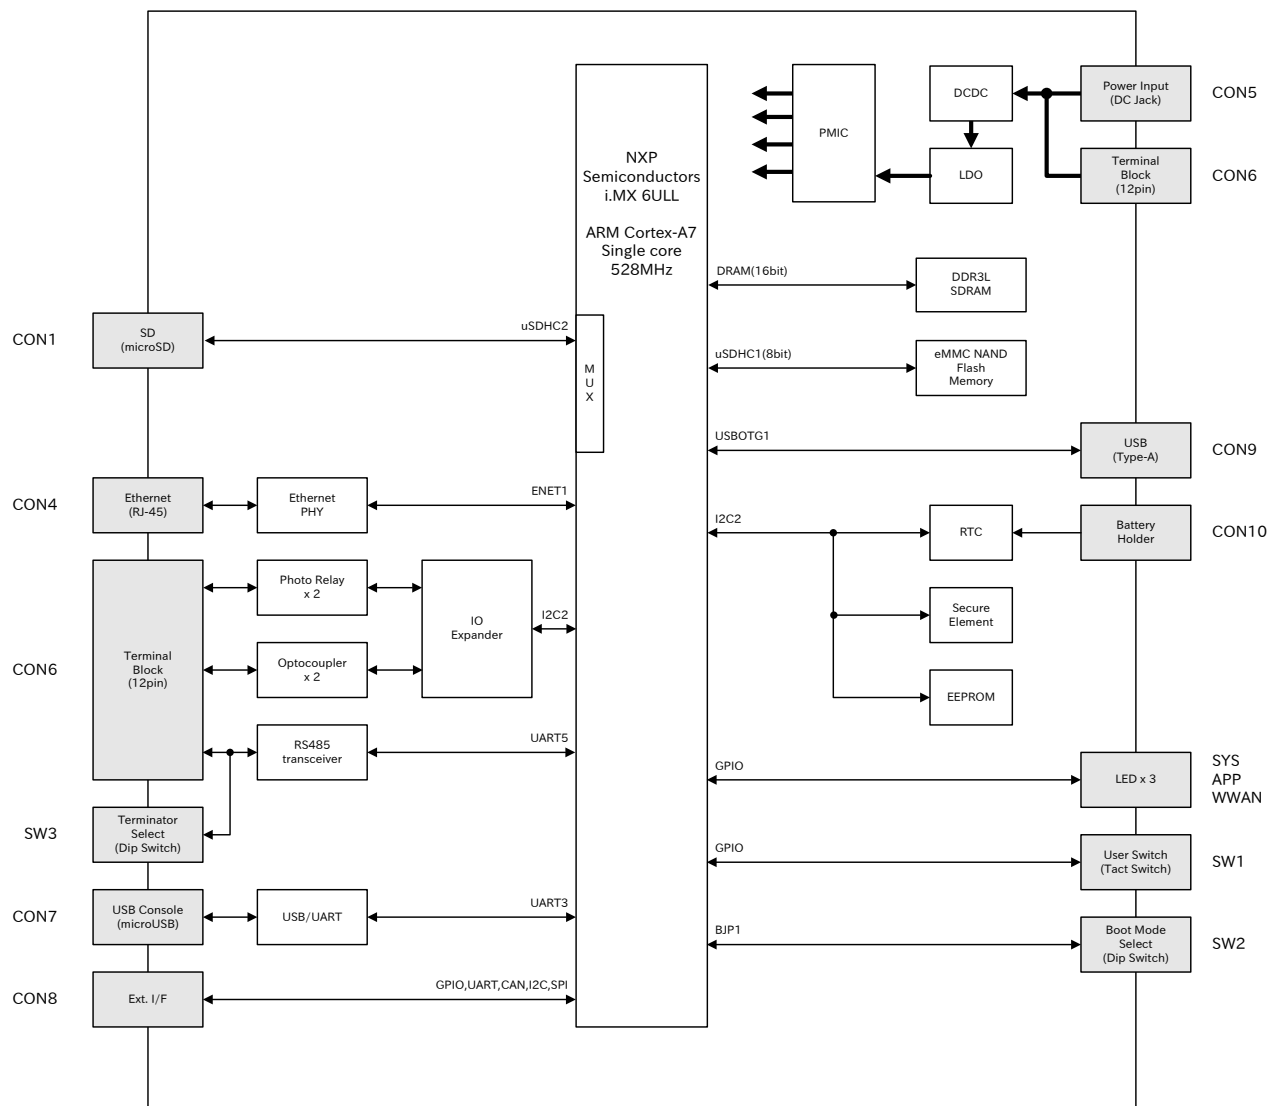 NXP
Semiconductors
i.MX 6ULL
ARM Cortex-A7
Single core
528MHz
M
U
X
PMIC
DCDC
LDO
Power Input
(DC Jack)
CON5
Terminal
Block
(12pin)
CON6
DRAM(16bit)
DDR3L
SDRAM
CON1
SD
(microSD)
uSDHC2
uSDHC1(8bit)
eMMC NAND
Flash
Memory
USBOTG1
USB
(Type-A)
CON9
CON4
Ethernet
(RJ-45)
Ethernet
PHY
ENET1
I2C2
RTC
Battery
Holder
CON10
Secure
Element
EEPROM
CON6
Terminal
Block
(12pin)
Photo Relay
x 2
Optocoupler
x 2
IO
Expander
I2C2
RS485
transceiver
UART5
SW3
Terminator
Select
(Dip Switch)
GPIO
LED x 3
SYS
APP
WWAN
GPIO
User Switch
(Tact Switch)
SW1
CON7
USB Console
(microUSB)
USB/UART
UART3
BJP1
Boot Mode
Select
(Dip Switch)
SW2
CON8
Ext. I/F
GPIO,UART,CAN,I2C,SPI